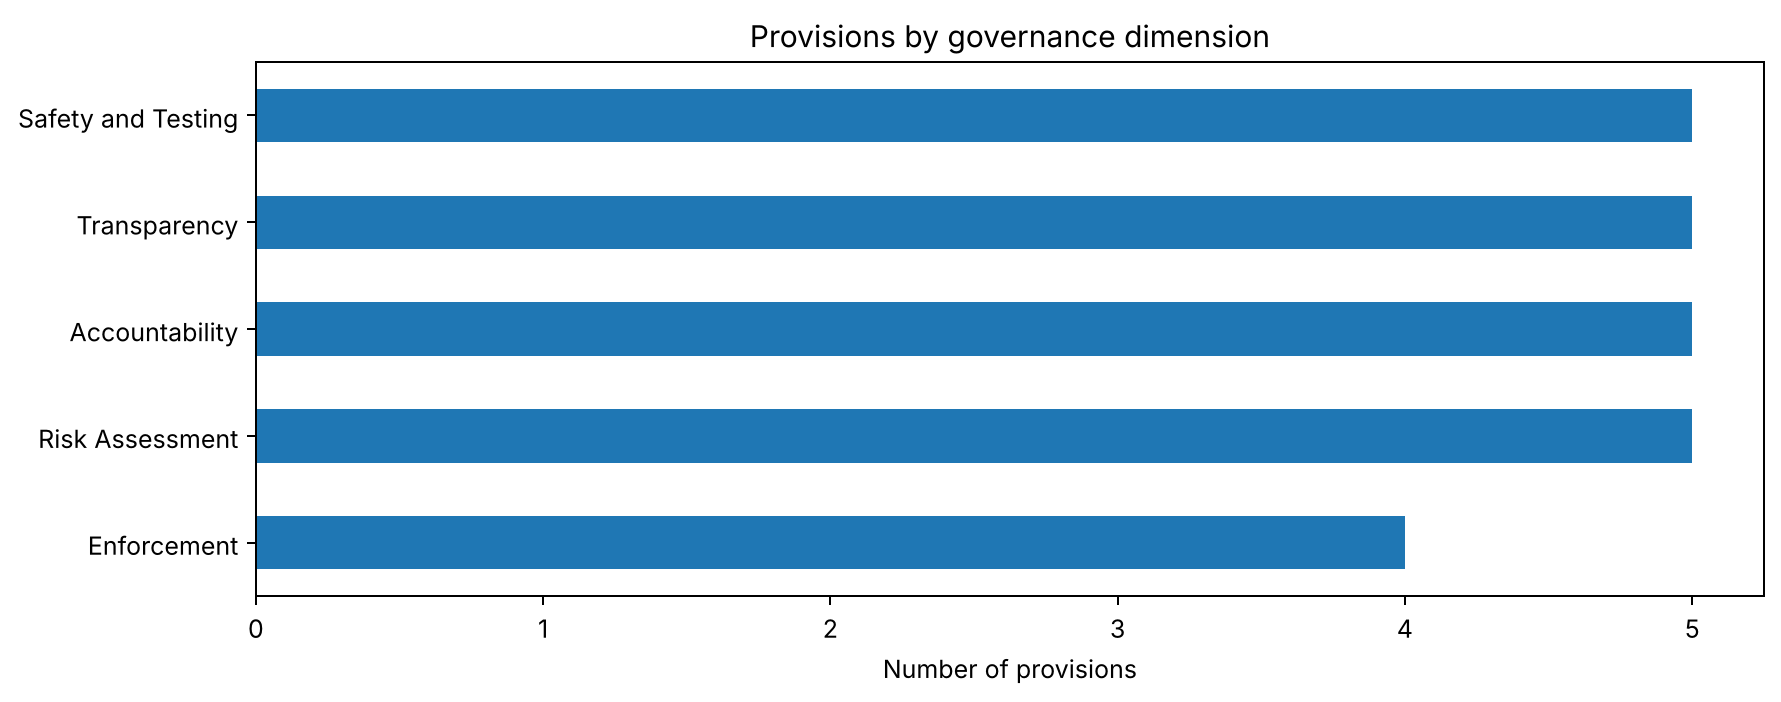 Provisions by governance dimension
Safety and Testing
Transparency
Accountability
Risk Assessment
Enforcement
0 1 2 3 4 5
Number of provisions